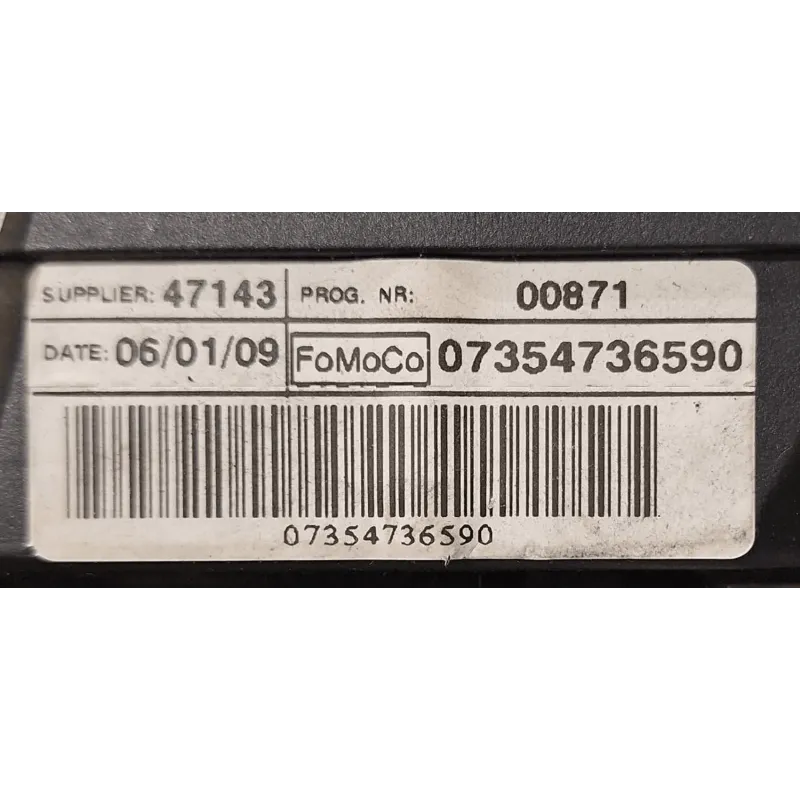 SUPPLIER: 47143 PROG. NR: 00871
DATE: 06/01/09 FoMoCo 07354736590
07354736590